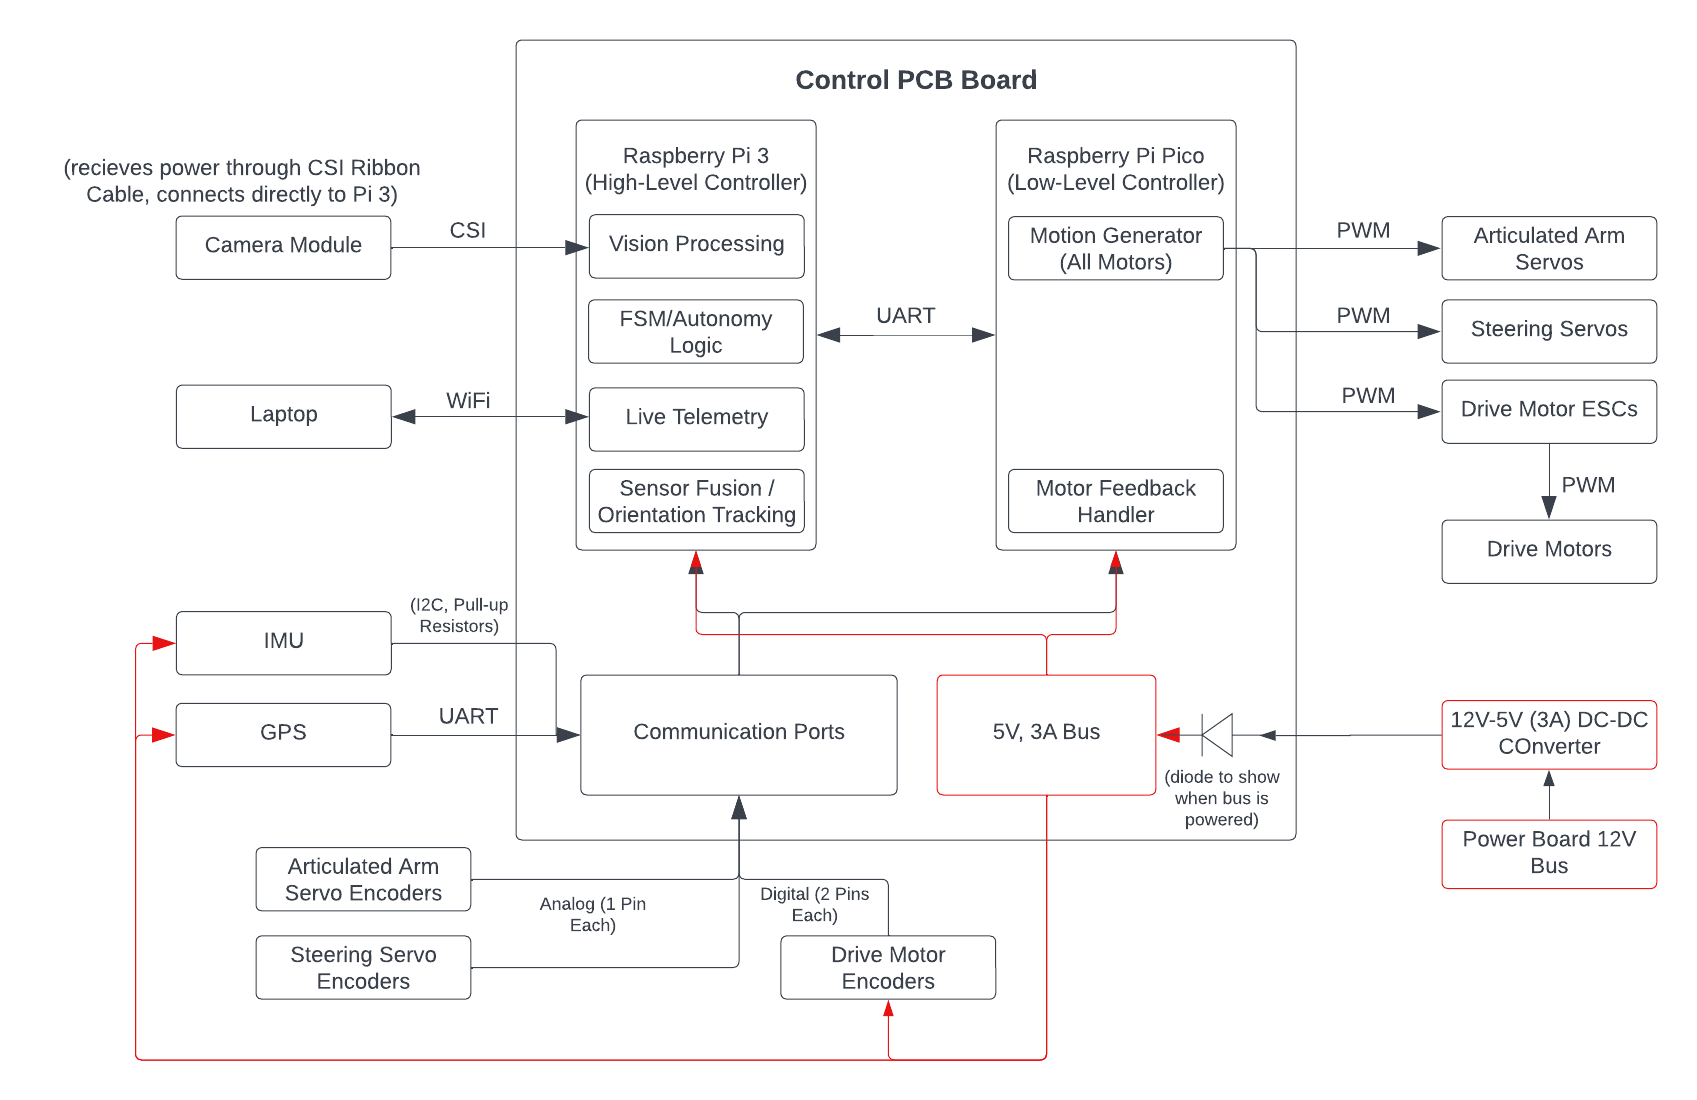 Control PCB Board
(recieves power through CSI Ribbon
Cable, connects directly to Pi 3)
Camera Module
CSI
Raspberry Pi 3
(High-Level Controller)
Vision Processing
FSM/Autonomy
Logic
Live Telemetry
Sensor Fusion /
Orientation Tracking
UART
Raspberry Pi Pico
(Low-Level Controller)
Motion Generator
(All Motors)
Motor Feedback
Handler
PWM
Articulated Arm
Servos
PWM
Steering Servos
PWM
Drive Motor ESCs
PWM
Drive Motors
Laptop
WiFi
IMU
(I2C, Pull-up
Resistors)
GPS
UART
Communication Ports
5V, 3A Bus
(diode to show
when bus is
powered)
12V-5V (3A) DC-DC
COnverter
Power Board 12V
Bus
Articulated Arm
Servo Encoders
Analog (1 Pin
Each)
Digital (2 Pins
Each)
Steering Servo
Encoders
Drive Motor
Encoders